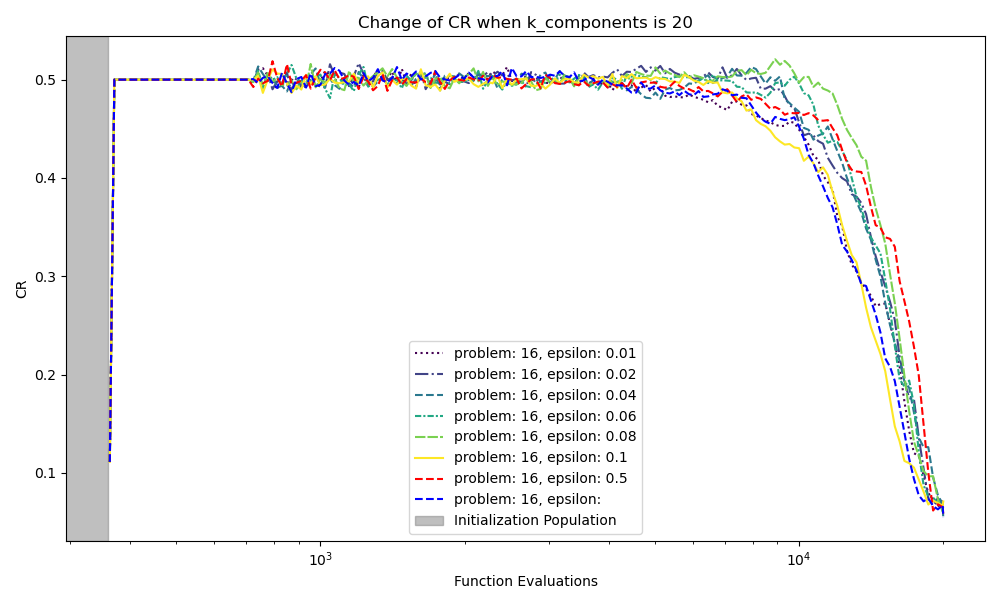 Change of CR when k_components is 20
0.5
0.4
0.3
0.2
0.1
CR
problem: 16, epsilon: 0.01
problem: 16, epsilon: 0.02
problem: 16, epsilon: 0.04
problem: 16, epsilon: 0.06
problem: 16, epsilon: 0.08
problem: 16, epsilon: 0.1
problem: 16, epsilon: 0.5
problem: 16, epsilon:
Initialization Population
10³ 10⁴
Function Evaluations